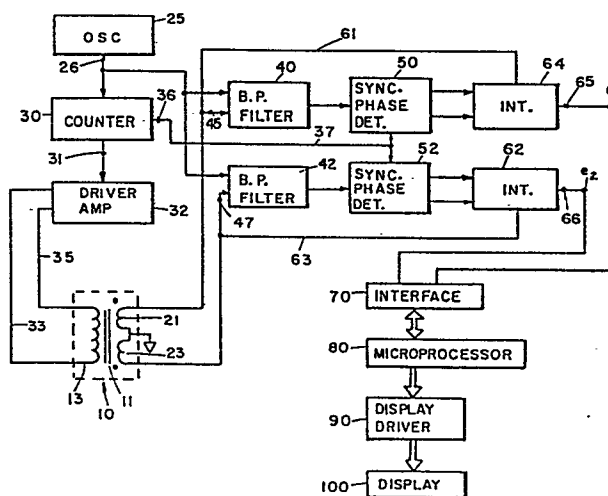 25
OSC
26
61
40
50
64
65
e
B.P.
FILTER
SYNC.
PHASE
DET.
INT.
30
COUNTER
36
45
37
31
42
52
62
e2
B.P.
FILTER
SYNC.
PHASE
DET.
INT.
66
DRIVER
AMP
32
47
63
35
33
21
23
13
11
10
70
INTERFACE
80
MICROPROCESSOR
90
DISPLAY
DRIVER
100
DISPLAY